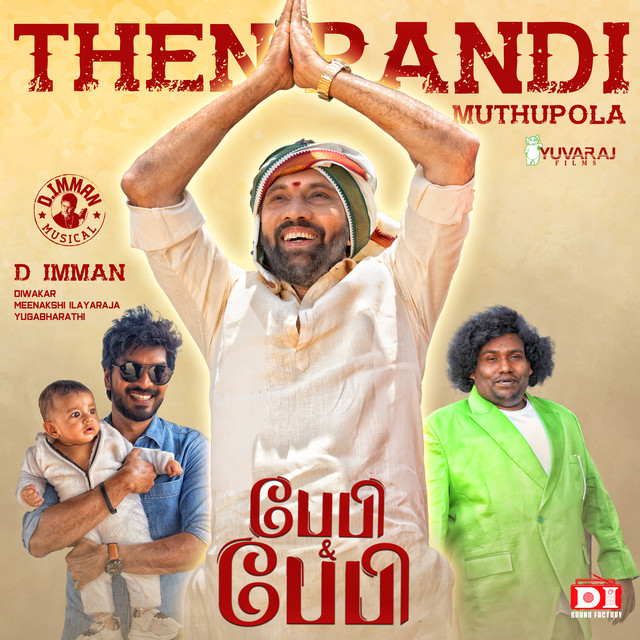 THENPANDI
MUTHUPOLA
YUVARAJ
FILMS
D.IMMAN
MUSICAL
D IMMAN
DIWAKAR
MEENAKSHI ILAYARAJA
YUGABHARATHI
பேபி
&
பேபி
DI
SOUND FACTORY